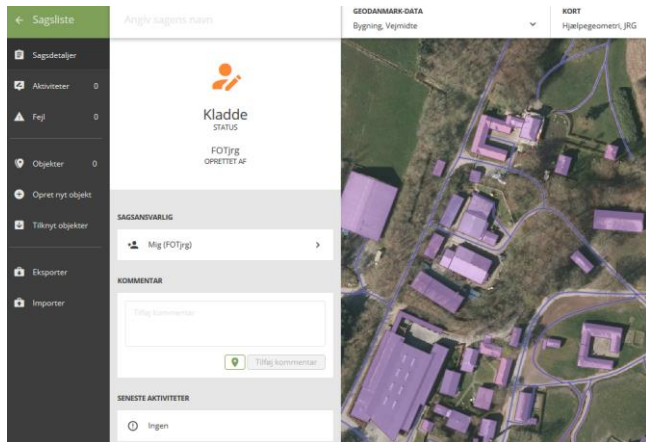 Sagsliste
Angiv sagens navn
GEODANMARK-DATA
Bygning, Vejmidte
KORT
Hjælpegeometri, JRG
Sagsdetaljer
Aktiviteter 0
Fejl 0
Objekter 0
Opret nyt objekt
Tilknyt objekter
Eksporter
Importer
Kladde
STATUS
FOTjrg
OPRETTET AF
SAGSANSVARLIG
Mig (FOTjrg)
KOMMENTAR
Tilføj kommentar
Tilføj kommentar
SENESTE AKTIVITETER
Ingen